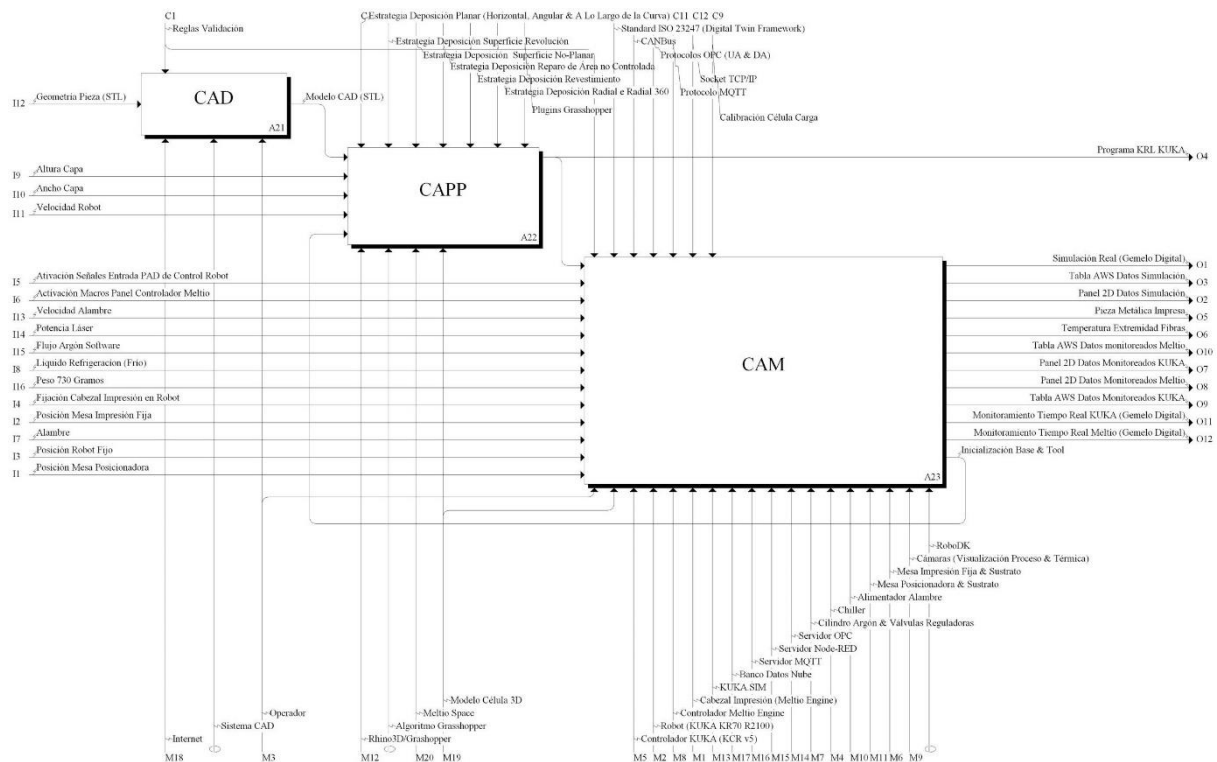 C1
C.Estrategia Deposición Planar (Horizontal, Angular & A Lo Largo de la Curva)
C11 C12 C9
Reglas Validación
Standard ISO 23247 (Digital Twin Framework)
Estrategia Deposición Superficie Revolución
CANBus
Estrategia Deposición Superficie No-Planar
Protocolos OPC (UA & DA)
Estrategia Deposición Reparo de Area no Controlada
Estrategia Deposición Revestimiento
Socket TCP/IP
Estrategia Deposición Radial e Radial 360
Protocolo MQTT
Plugins Grasshopper
Calibración Célula Carga
CAD
A21
I12 Geometría Pieza (STL)
Modelo CAD (STL)
CAPP
A22
Programa KRL KUKA O4
I9 Altura Capa
I10 Ancho Capa
I11 Velocidad Robot
CAM
A23
I5 Ativación Señales Entrada PAD de Control Robot
I6 Activación Macros Panel Controlador Meltio
I13 Velocidad Alambre
I14 Potencia Láser
I15 Flujo Argón Software
I8 Liquido Refrigeracíon (Frío)
I16 Peso 730 Gramos
I4 Fijación Cabezal Impresión en Robot
I2 Posición Mesa Impresión Fija
I7 Alambre
I3 Posición Robot Fijo
I1 Posición Mesa Posicionadora
Simulación Real (Gemelo Digital) O1
Tabla AWS Datos Simulación O3
Panel 2D Datos Simulación O2
Pieza Metálica Impresa O5
Temperatura Extremidad Fibras O6
Tabla AWS Datos monitoreados Meltio O10
Panel 2D Datos Monitoreados KUKA O7
Panel 2D Datos Monitoreados Meltio O8
Tabla AWS Datos Monitoreados KUKA O9
Monitoramiento Tiempo Real KUKA (Gemelo Digital) O11
Monitoramiento Tiempo Real Meltio (Gemelo Digital) O12
Inicialización Base & Tool
RoboDK
Cámaras (Visualización Proceso & Térmica)
Mesa Impresión Fija & Sustrato
Mesa Posicionadora & Sustrato
Alimentador Alambre
Chiller
Cilindro Argón & Válvulas Reguladoras
Servidor OPC
Servidor Node-RED
Servidor MQTT
Banco Datos Nube
KUKA.SIM
Cabezal Impresión (Meltio Engine)
Controlador Meltio Engine
Robot (KUKA KR70 R2100)
Controlador KUKA (KCR v5)
Modelo Célula 3D
Meltio Space
Algoritmo Grasshopper
Rhino3D/Grashopper
Operador
Sistema CAD
Internet
M18 M3 M12 M20 M19 M5 M2 M8 M1 M13 M17 M16 M15 M14 M7 M4 M10 M11 M6 M9